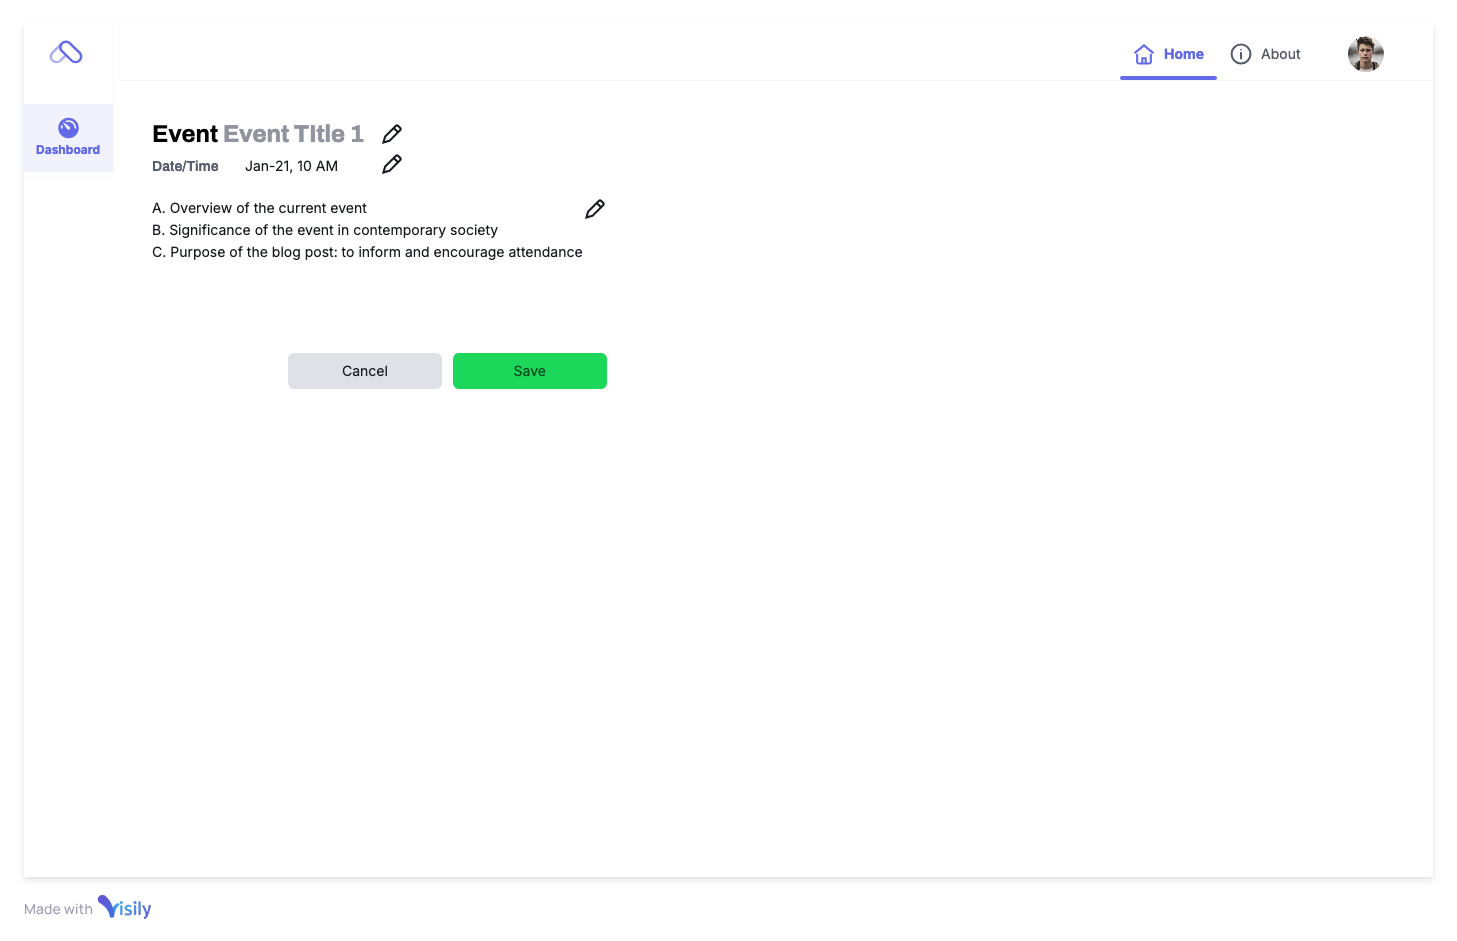 Home
About
Dashboard
Event Event TItle 1
Date/Time Jan-21, 10 AM
A. Overview of the current event
B. Significance of the event in contemporary society
C. Purpose of the blog post: to inform and encourage attendance
Cancel
Save
Made with Visily